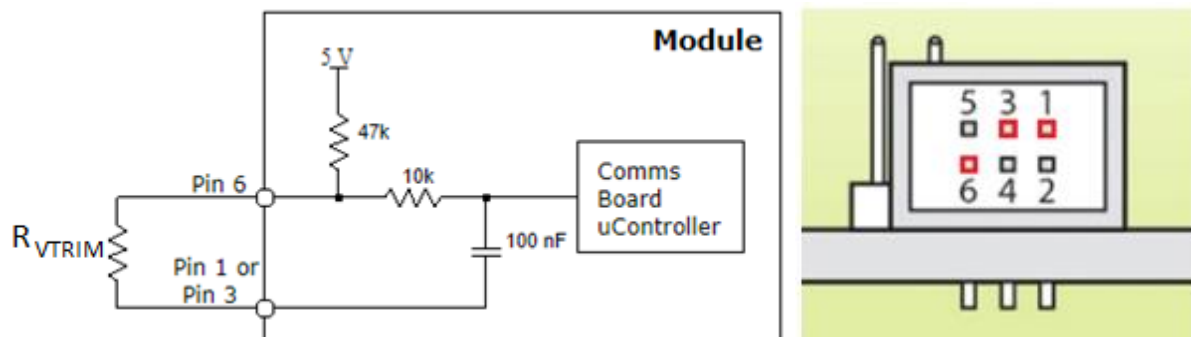 Module
5 V
47k
10k
Pin 6
Comms
Board
uController
R VTRIM
100 nF
Pin 1 or
Pin 3
5 3 1
6 4 2